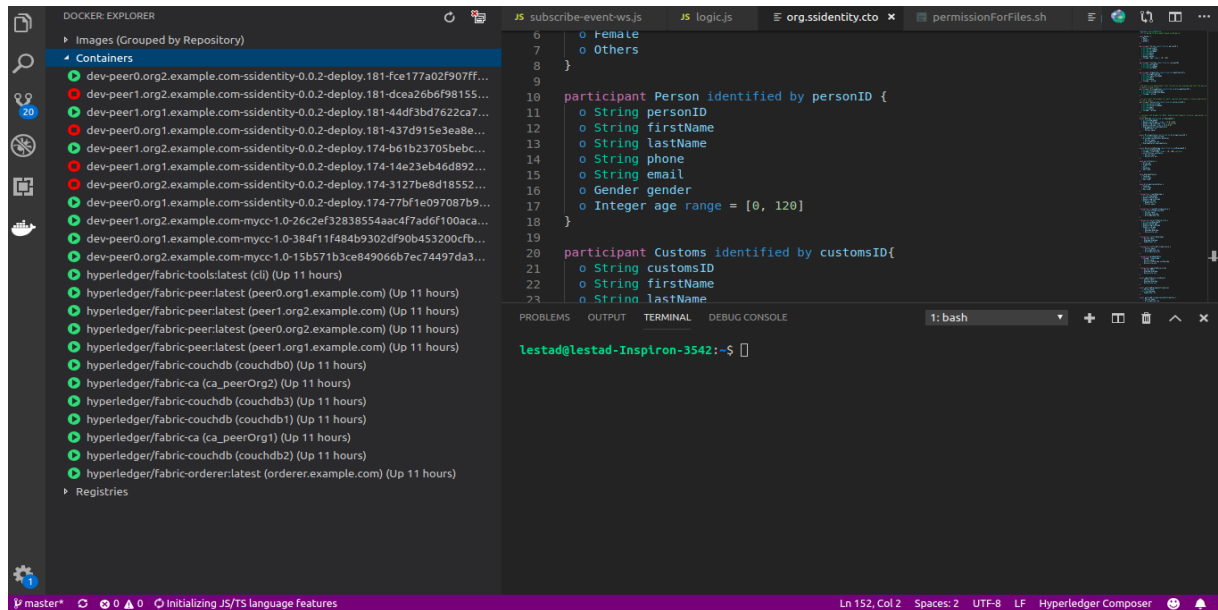 DOCKER: EXPLORER
Images (Grouped by Repository)
Containers
dev-peer0.org2.example.com-ssidentity-0.0.2-deploy.181-fce177a02f907ff...
dev-peer1.org2.example.com-ssidentity-0.0.2-deploy.181-dcea26b6f98155...
dev-peer1.org1.example.com-ssidentity-0.0.2-deploy.181-44df3bd7622ca7...
dev-peer0.org1.example.com-ssidentity-0.0.2-deploy.181-437d915e3ea8e...
dev-peer1.org2.example.com-ssidentity-0.0.2-deploy.174-b61b23705bebc...
dev-peer1.org1.example.com-ssidentity-0.0.2-deploy.174-14e23eb46d892...
dev-peer0.org2.example.com-ssidentity-0.0.2-deploy.174-3127be8d18552...
dev-peer0.org1.example.com-ssidentity-0.0.2-deploy.174-77bf1e097087b9...
dev-peer1.org2.example.com-mycc-1.0-26c2ef32838554aac4f7ad6f100aca...
dev-peer0.org1.example.com-mycc-1.0-384f11f484b9302df90b453200cfb...
dev-peer0.org2.example.com-mycc-1.0-15b571b3ce849066b7ec74497da3...
hyperledger/fabric-tools:latest (cli) (Up 11 hours)
hyperledger/fabric-peer:latest (peer0.org1.example.com) (Up 11 hours)
hyperledger/fabric-peer:latest (peer1.org2.example.com) (Up 11 hours)
hyperledger/fabric-peer:latest (peer0.org2.example.com) (Up 11 hours)
hyperledger/fabric-peer:latest (peer1.org1.example.com) (Up 11 hours)
hyperledger/fabric-couchdb (couchdb0) (Up 11 hours)
hyperledger/fabric-ca (ca_peerOrg2) (Up 11 hours)
hyperledger/fabric-couchdb (couchdb3) (Up 11 hours)
hyperledger/fabric-couchdb (couchdb1) (Up 11 hours)
hyperledger/fabric-ca (ca_peerOrg1) (Up 11 hours)
hyperledger/fabric-couchdb (couchdb2) (Up 11 hours)
hyperledger/fabric-orderer:latest (orderer.example.com) (Up 11 hours)
Registries
20
1
JS subscribe-event-ws.js JS logic.js org.ssidentity.cto permissionForFiles.sh
6 o Female
7 o Others
8 }
9
10 participant Person identified by personID {
11 o String personID
12 o String firstName
13 o String lastName
14 o String phone
15 o String email
16 o Gender gender
17 o Integer age range = [0, 120]
18 }
19
20 participant Customs identified by customsID{
21 o String customsID
22 o String firstName
23 o String lastName
PROBLEMS OUTPUT TERMINAL DEBUG CONSOLE 1: bash
lestad@lestad-Inspiron-3542:~$
master* 0 0 Initializing JS/TS language features Ln 152, Col 2 Spaces: 2 UTF-8 LF Hyperledger Composer